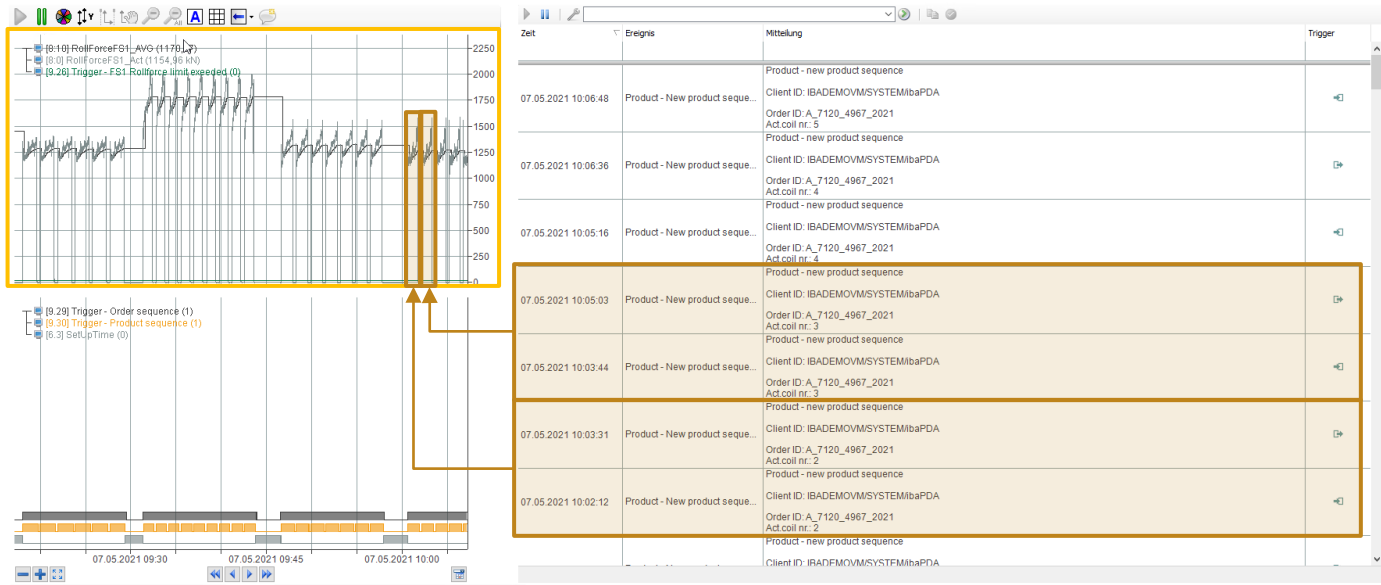 All
A
[8:10] RollForceFS1_AVG (1170,
[8:0] RollForceFS1_Act (1154,96 kN)
[9.26] Trigger - FS1 Rollforce limit exeeded (0)
2250
2000
1750
1500
1250
1000
750
500
250
0
[9.29] Trigger - Order sequence (1)
[9.30] Trigger - Product sequence (1)
[6.3] SetUpTime (0)
07.05.2021 09:30
07.05.2021 09:45
07.05.2021 10:00
Zeit
Ereignis
Mitteilung
Trigger
07.05.2021 10:06:48
Product - New product seque...
Product - new product sequence
Client ID: IBADEMOVM/SYSTEM/ibaPDA
Order ID: A_7120_4967_2021
Act.coil nr.: 5
07.05.2021 10:06:36
Product - New product seque...
Product - new product sequence
Client ID: IBADEMOVM/SYSTEM/ibaPDA
Order ID: A_7120_4967_2021
Act.coil nr.: 4
07.05.2021 10:05:16
Product - New product seque...
Product - new product sequence
Client ID: IBADEMOVM/SYSTEM/ibaPDA
Order ID: A_7120_4967_2021
Act.coil nr.: 4
07.05.2021 10:05:03
Product - New product seque...
Product - new product sequence
Client ID: IBADEMOVM/SYSTEM/ibaPDA
Order ID: A_7120_4967_2021
Act.coil nr.: 3
07.05.2021 10:03:44
Product - New product seque...
Product - new product sequence
Client ID: IBADEMOVM/SYSTEM/ibaPDA
Order ID: A_7120_4967_2021
Act.coil nr.: 3
07.05.2021 10:03:31
Product - New product seque...
Product - new product sequence
Client ID: IBADEMOVM/SYSTEM/ibaPDA
Order ID: A_7120_4967_2021
Act.coil nr.: 2
07.05.2021 10:02:12
Product - New product seque...
Product - new product sequence
Client ID: IBADEMOVM/SYSTEM/ibaPDA
Order ID: A_7120_4967_2021
Act.coil nr.: 2
Product - new product sequence
Client ID: IBADEMOVM/SYSTEM/ibaPDA